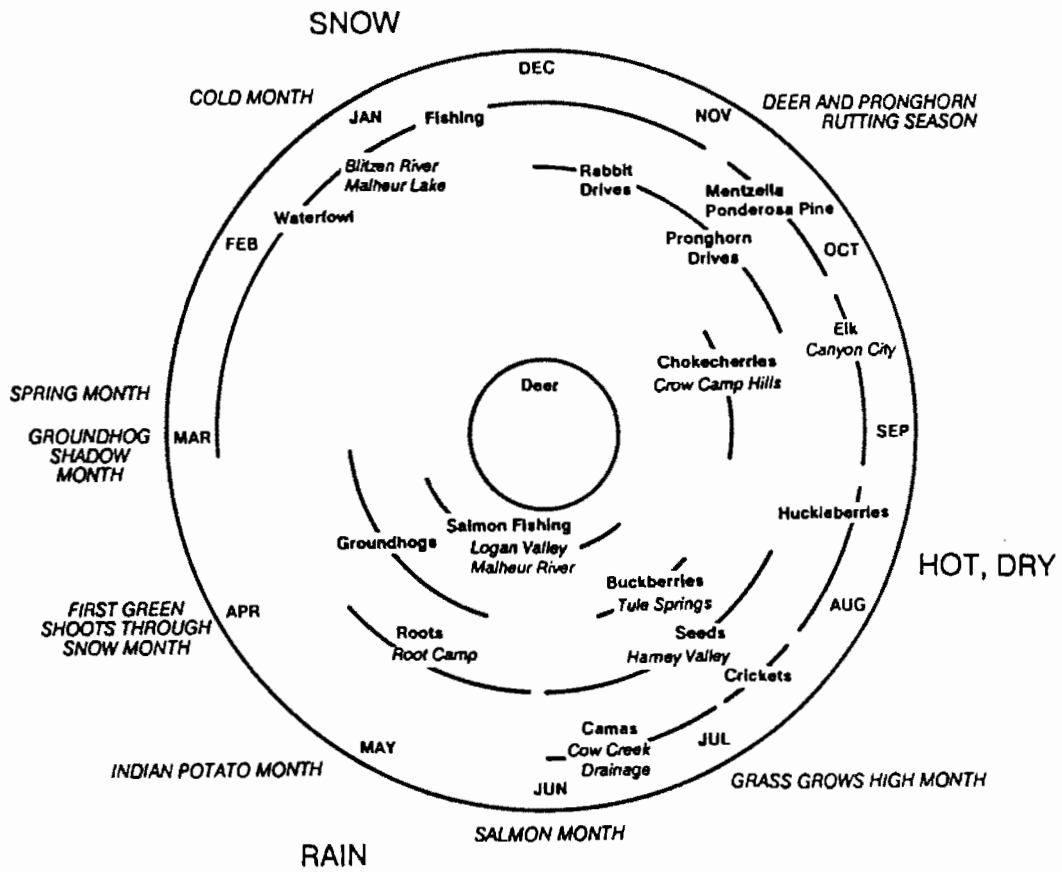 SNOW
DEC
COLD MONTH
DEER AND PRONGHORN
RUTTING SEASON
JAN
Fishing
NOV
Blitzen River
Malheur Lake
Rabbit
Drives
Mentzella
Ponderosa Pine
Waterfowl
FEB
Pronghorn
Drives
OCT
Elk
Canyon City
Chokecherries
Crow Camp Hills
Deer
SPRING MONTH
GROUNDHOG
SHADOW
MONTH
MAR
SEP
Huckleberries
Salmon Fishing
Logan Valley
Malheur River
Groundhogs
HOT, DRY
Buckberries
Tule Springs
FIRST GREEN
SHOOTS THROUGH
SNOW MONTH
APR
AUG
Roots
Root Camp
Seeds
Harney Valley
Crickets
Camas
Cow Creek
Drainage
MAY
JUL
INDIAN POTATO MONTH
JUN
GRASS GROWS HIGH MONTH
SALMON MONTH
RAIN